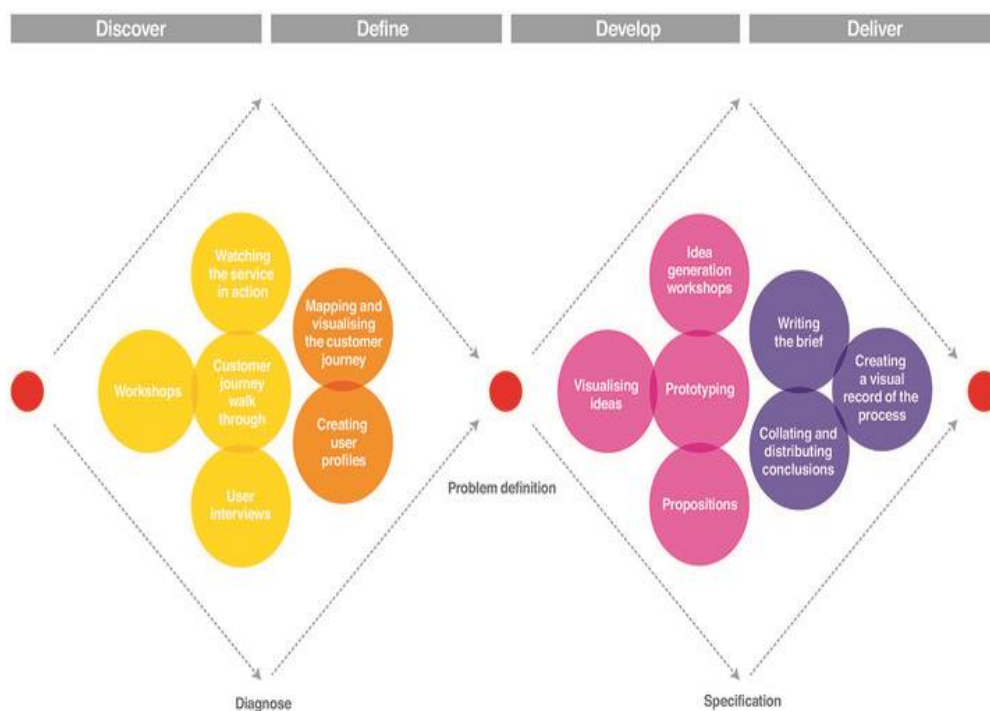 Discover
Define
Develop
Deliver
Watching
the service
in action
Mapping and
visualising
the customer
journey
Workshops
Customer
journey
walk
through
Creating
user
profiles
User
interviews
Problem definition
Diagnose
Idea
generation
workshops
Writing
the brief
Visualising
ideas
Prototyping
Creating
a visual
record of the
process
Collating and
distributing
conclusions
Propositions
Specification